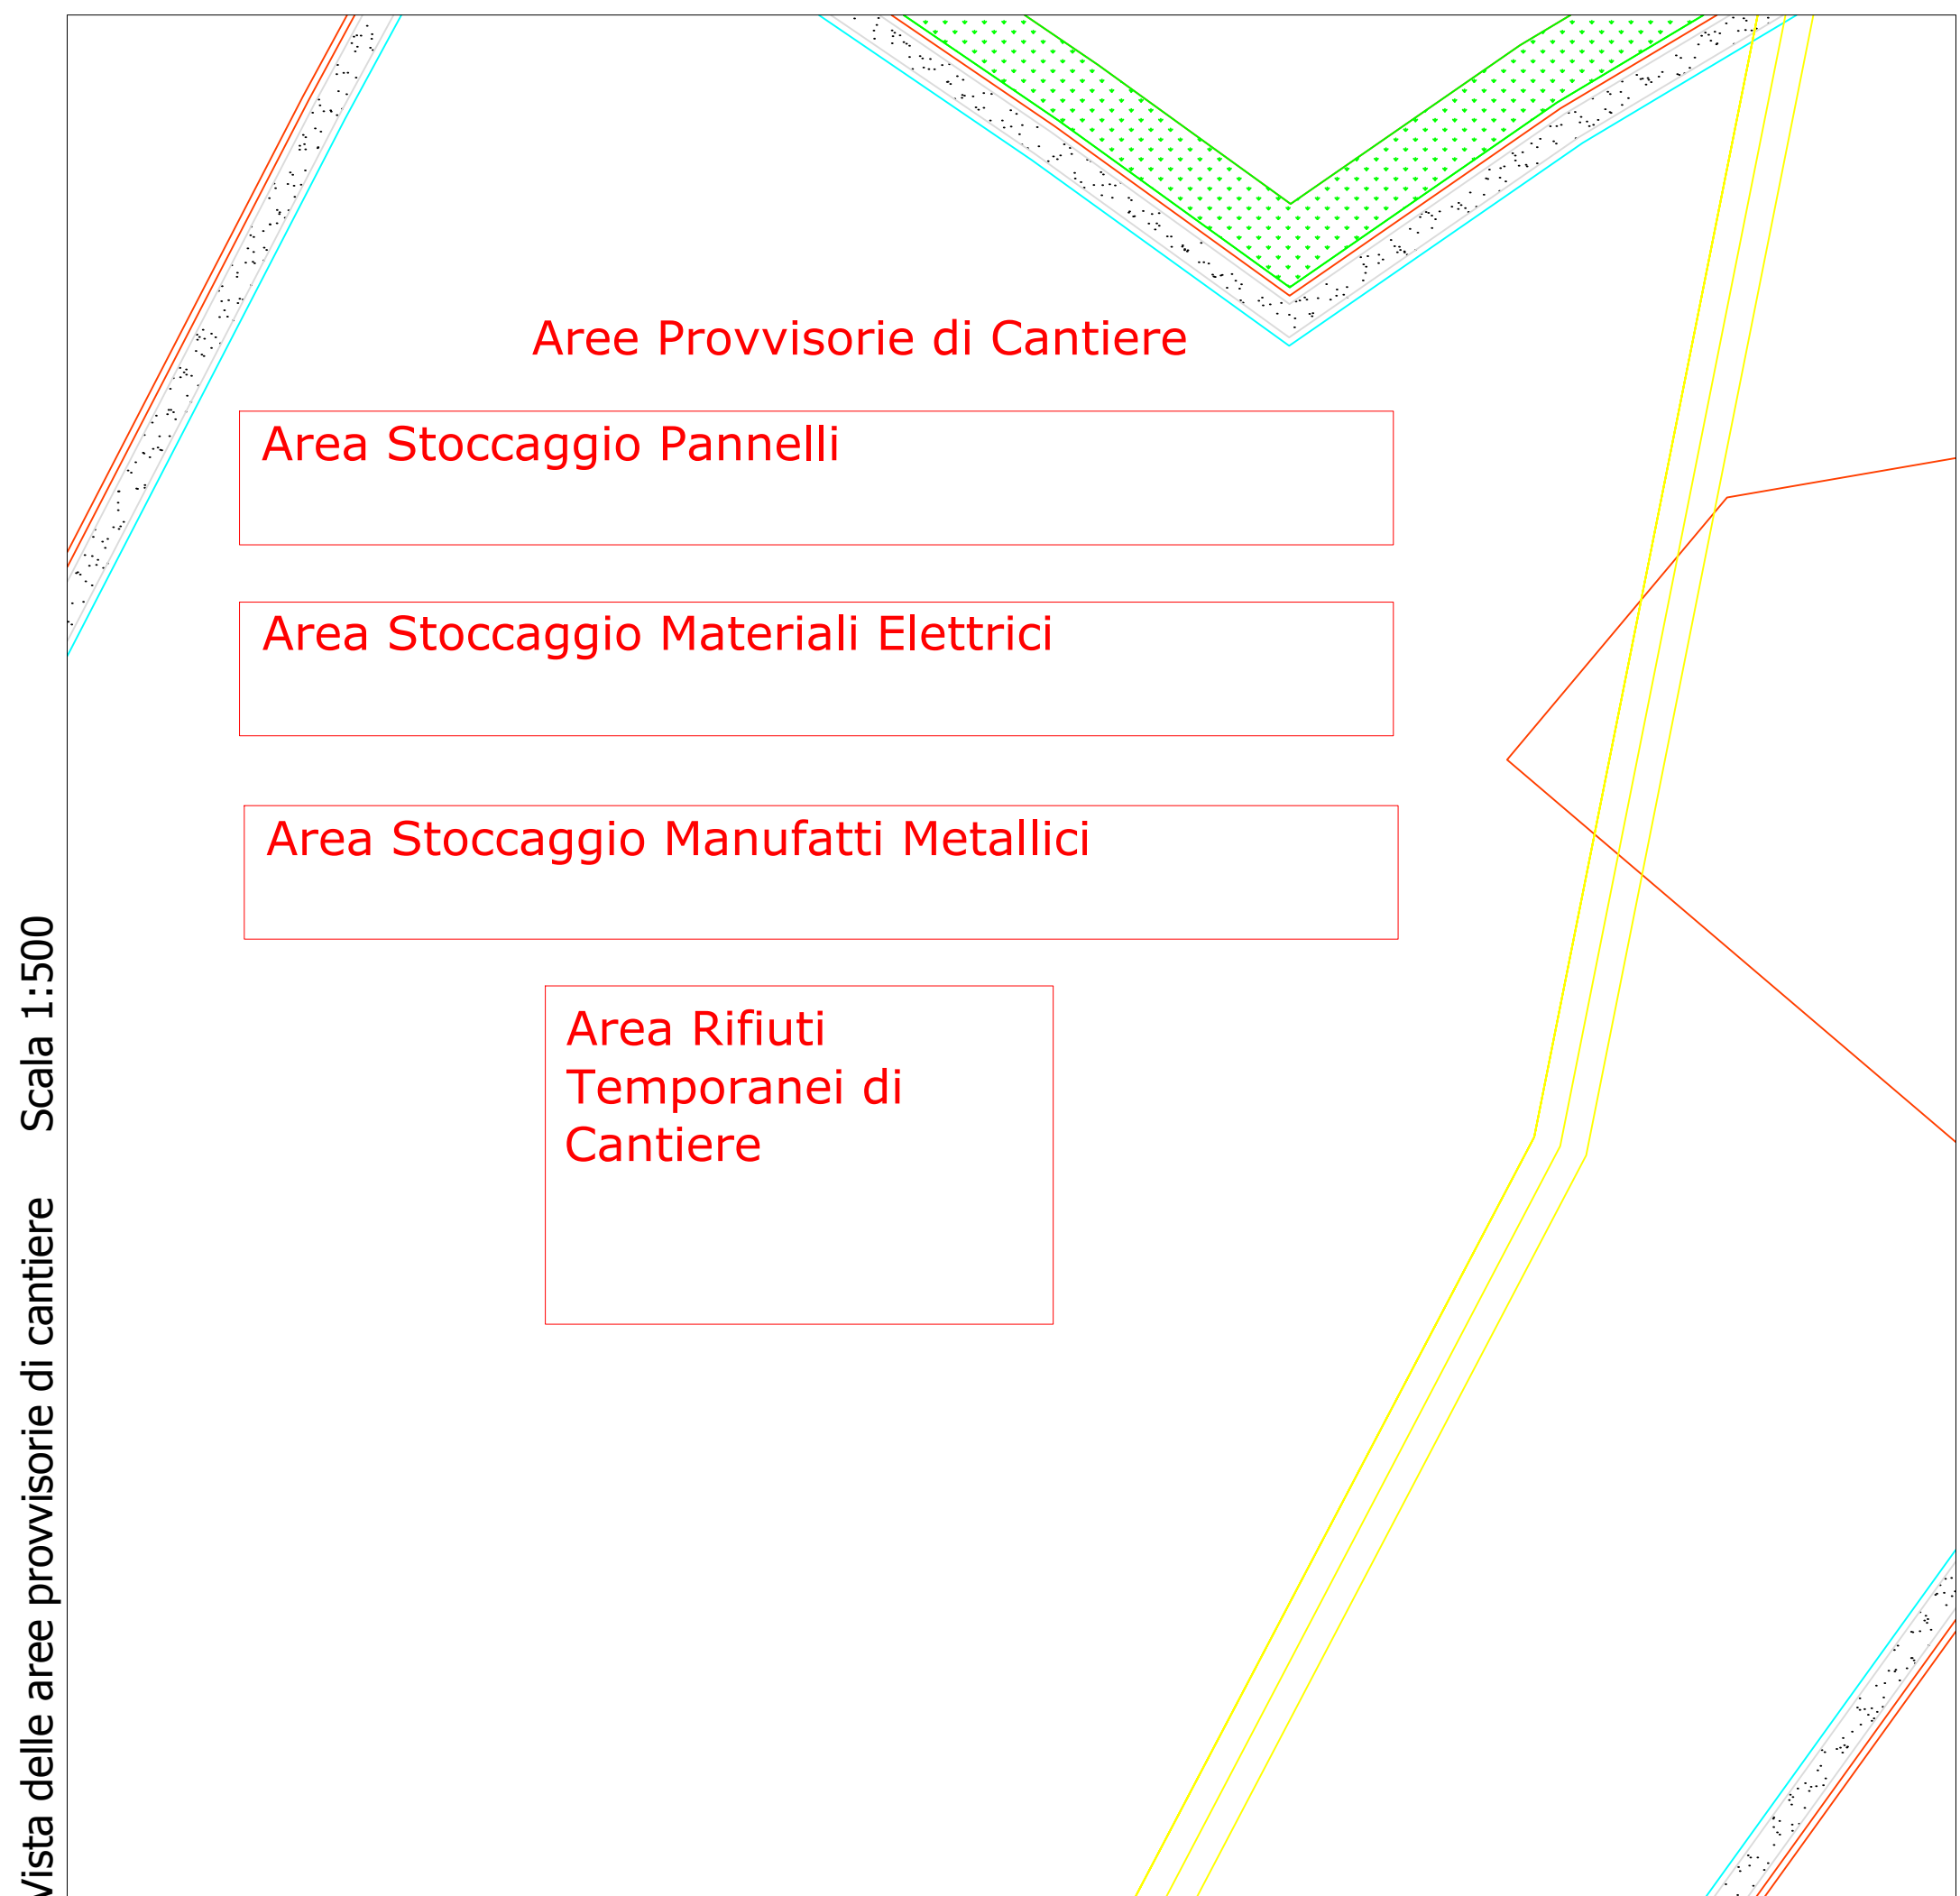 Aree Provvisorie di Cantiere
Area Stoccaggio Pannelli
Area Stoccaggio Materiali Elettrici
Area Stoccaggio Manufatti Metallici
Area Rifiuti
Temporanei di
Cantiere
Vista delle aree provvisorie di cantiere Scala 1:500